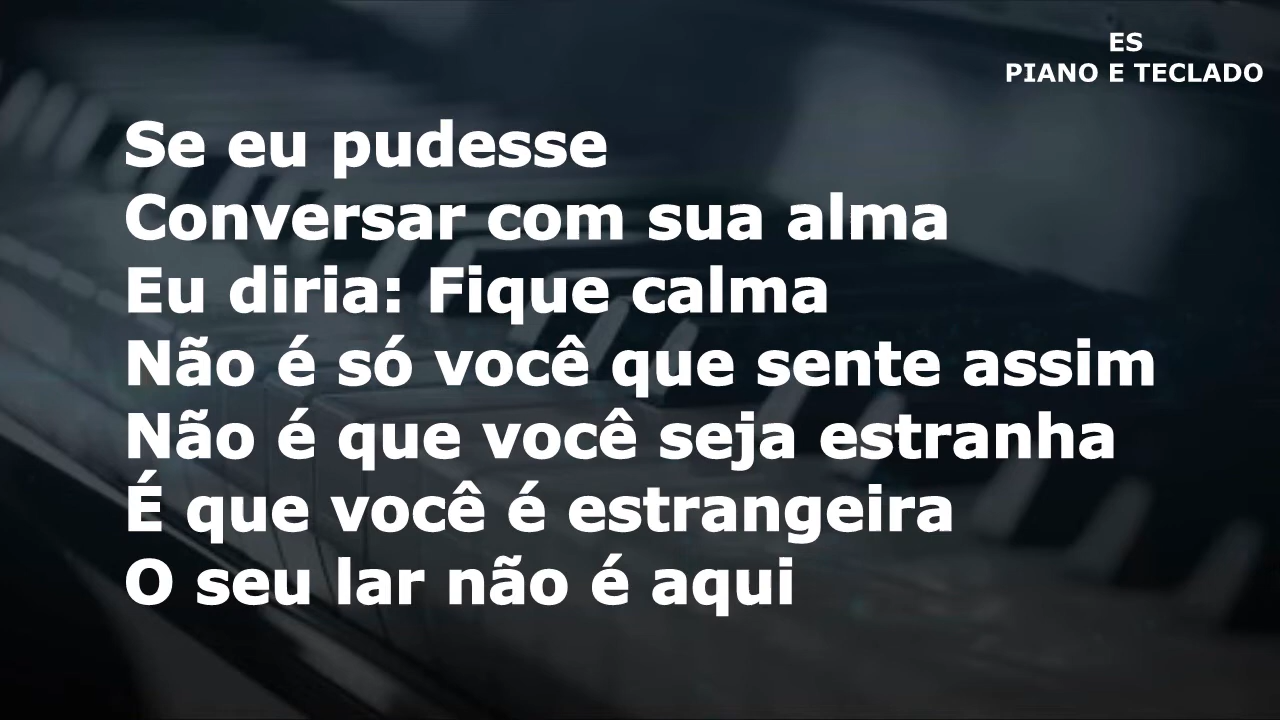 ES
PIANO E TECLADO
Se eu pudesse
Conversar com sua alma
Eu diria: Fique calma
Não é só você que sente assim
Não é que você seja estranha
É que você é estrangeira
O seu lar não é aqui